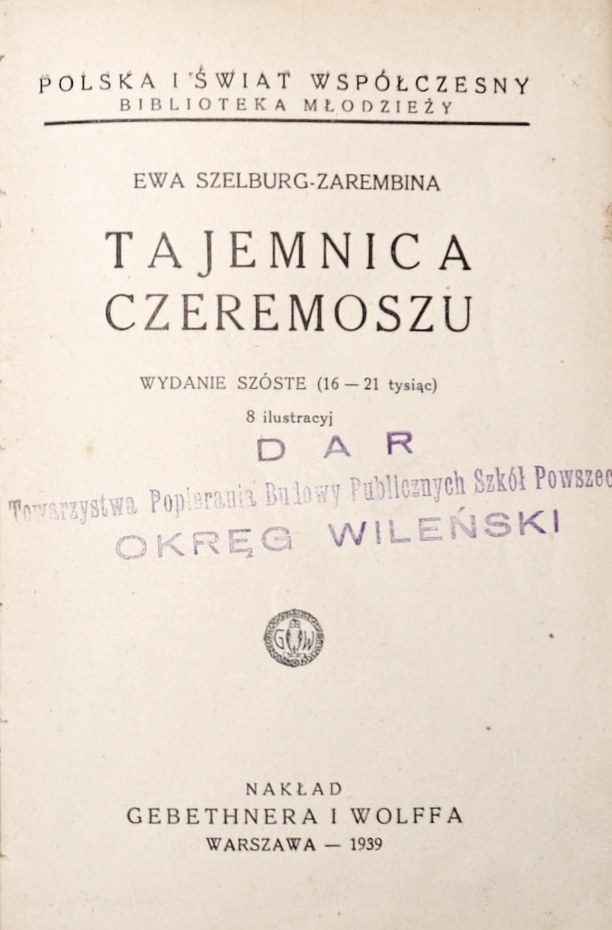 POLSKA I ŚWIAT WSPÓŁCZESNY
BIBLIOTEKA MŁODZIEŻY
EWA SZELBURG-ZAREMBINA
TAJEMNICA
CZEREMOSZU
WYDANIE SZÓSTE (16 — 21 tysiąc)
8 ilustracyj
DAR
Towarzystwa Popierania Budowy Publicznych Szkół Powszec
OKRĘG WILEŃSKI
G W
NAKŁAD
GEBETHNERA I WOLFFA
WARSZAWA — 1939